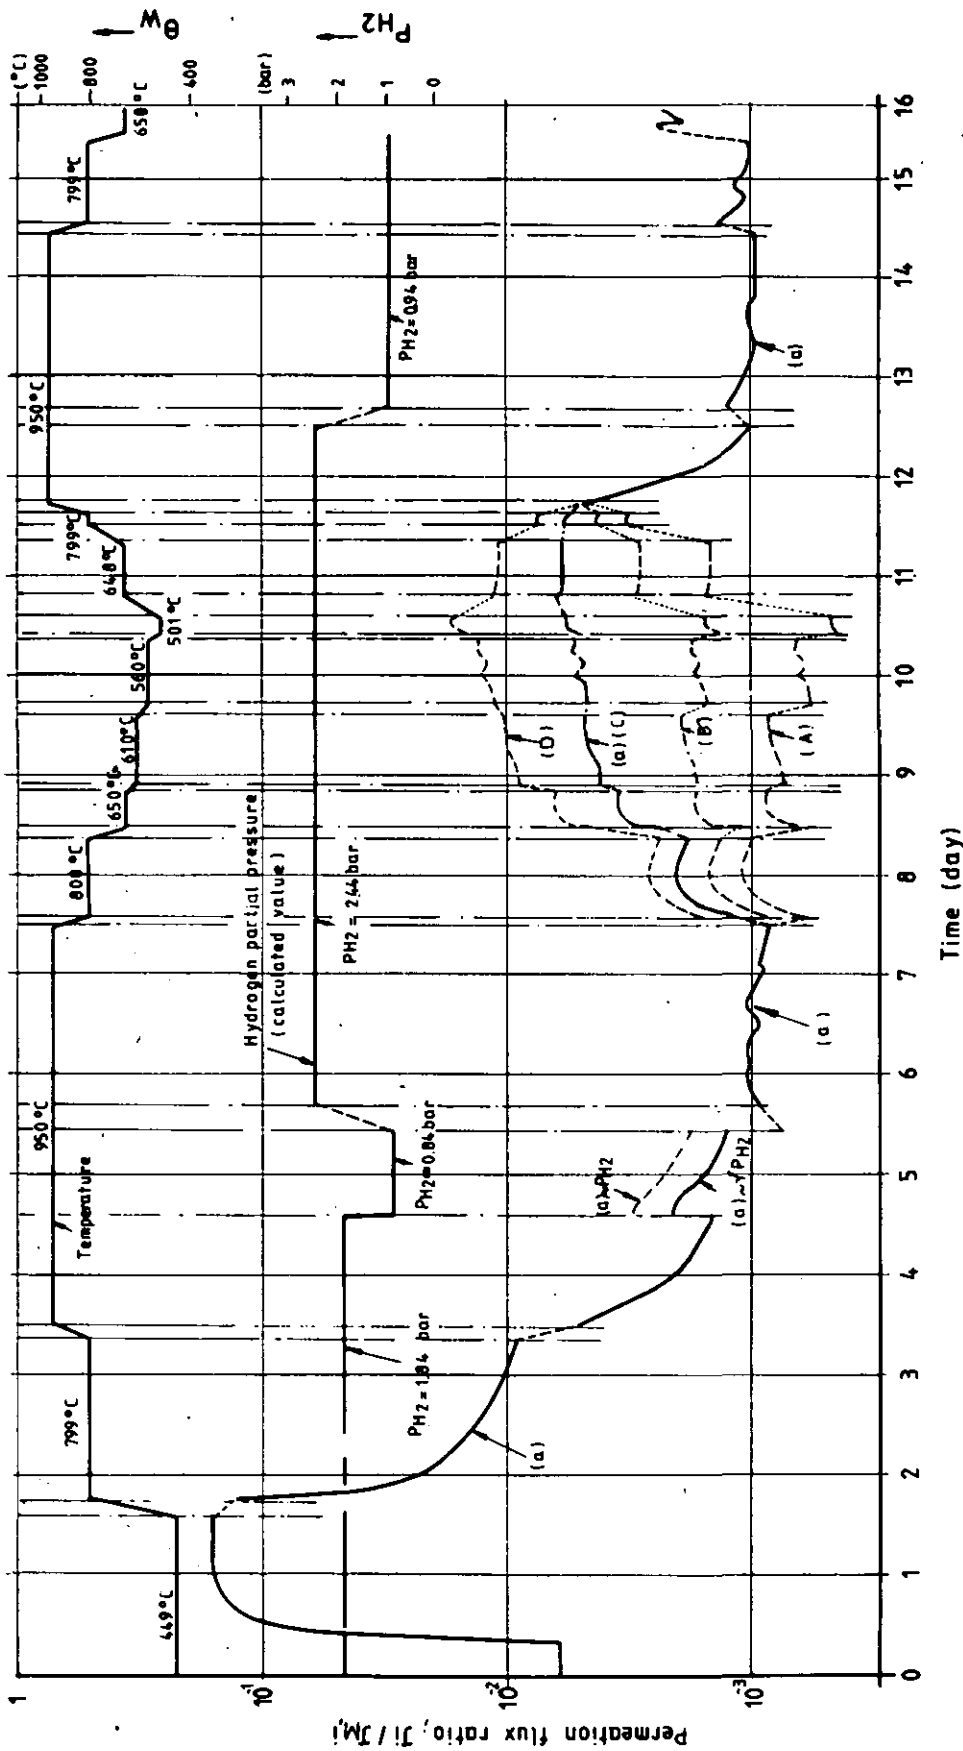 (°C)
1000
800
400
θw
(bar)
3
2
1
0
PH2
449°C
799°C
950°C
Temperature
800°C
650°C
610°C
560°C
501°C
648°C
799°C
950°C
799°C
650°C
PH2 = 1.84 bar
PH2 = 0.84 bar
Hydrogen partial pressure
(calculated value)
PH2 = 2.44 bar
PH2 = 0.94 bar
(a)
(a)~PH2
(a)~√PH2
(a)
(D)
(a)(C)
(B)
(A)
(a)
1
10-1
10-2
10-3
Permeation flux ratio, Ji / JM,i
0 1 2 3 4 5 6 7 8 9 10 11 12 13 14 15 16
Time (day)